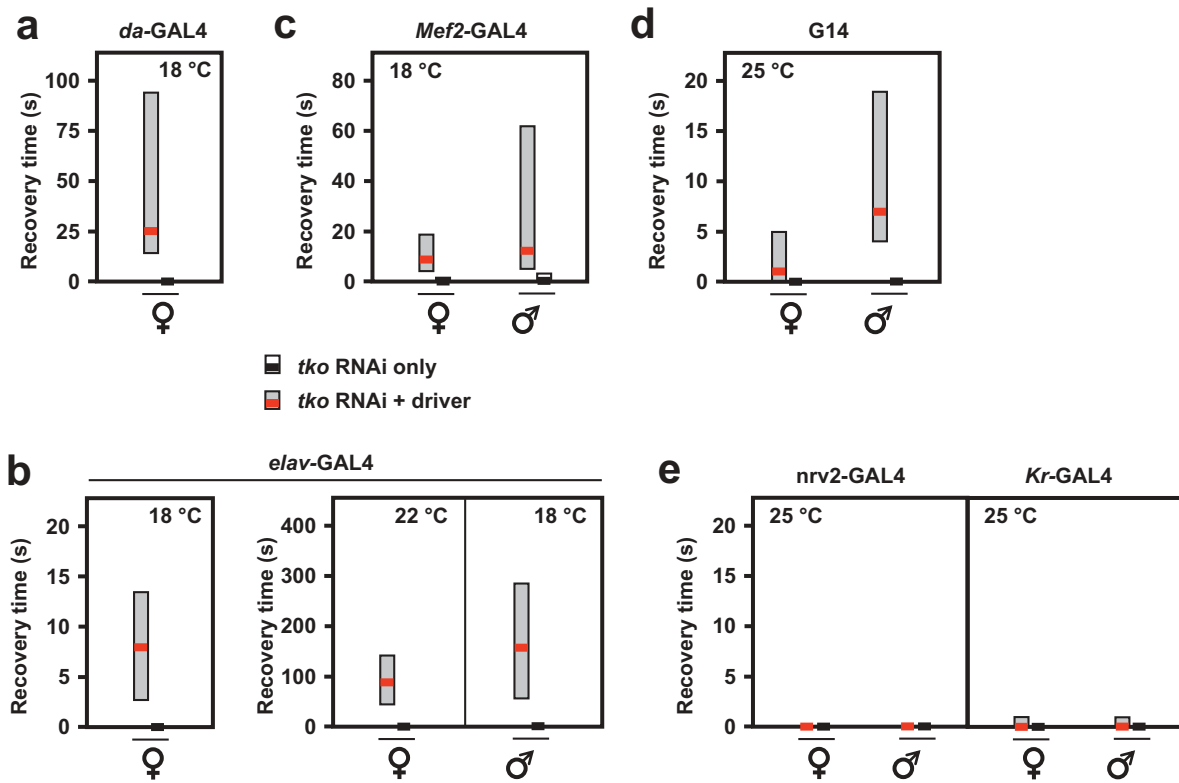 a
da-GAL4
18 °C
Recovery time (s)
100
75
50
25
0
♀
c
Mef2-GAL4
18 °C
Recovery time (s)
80
60
40
20
0
♀ ♂
d
G14
25 °C
Recovery time (s)
20
15
10
5
0
♀ ♂
tko RNAi only
tko RNAi + driver
b
elav-GAL4
18 °C
Recovery time (s)
20
15
10
5
0
♀
22 °C
18 °C
Recovery time (s)
400
300
200
100
0
♀ ♂
e
nrv2-GAL4
Kr-GAL4
25 °C
25 °C
Recovery time (s)
20
15
10
5
0
♀ ♂ ♀ ♂